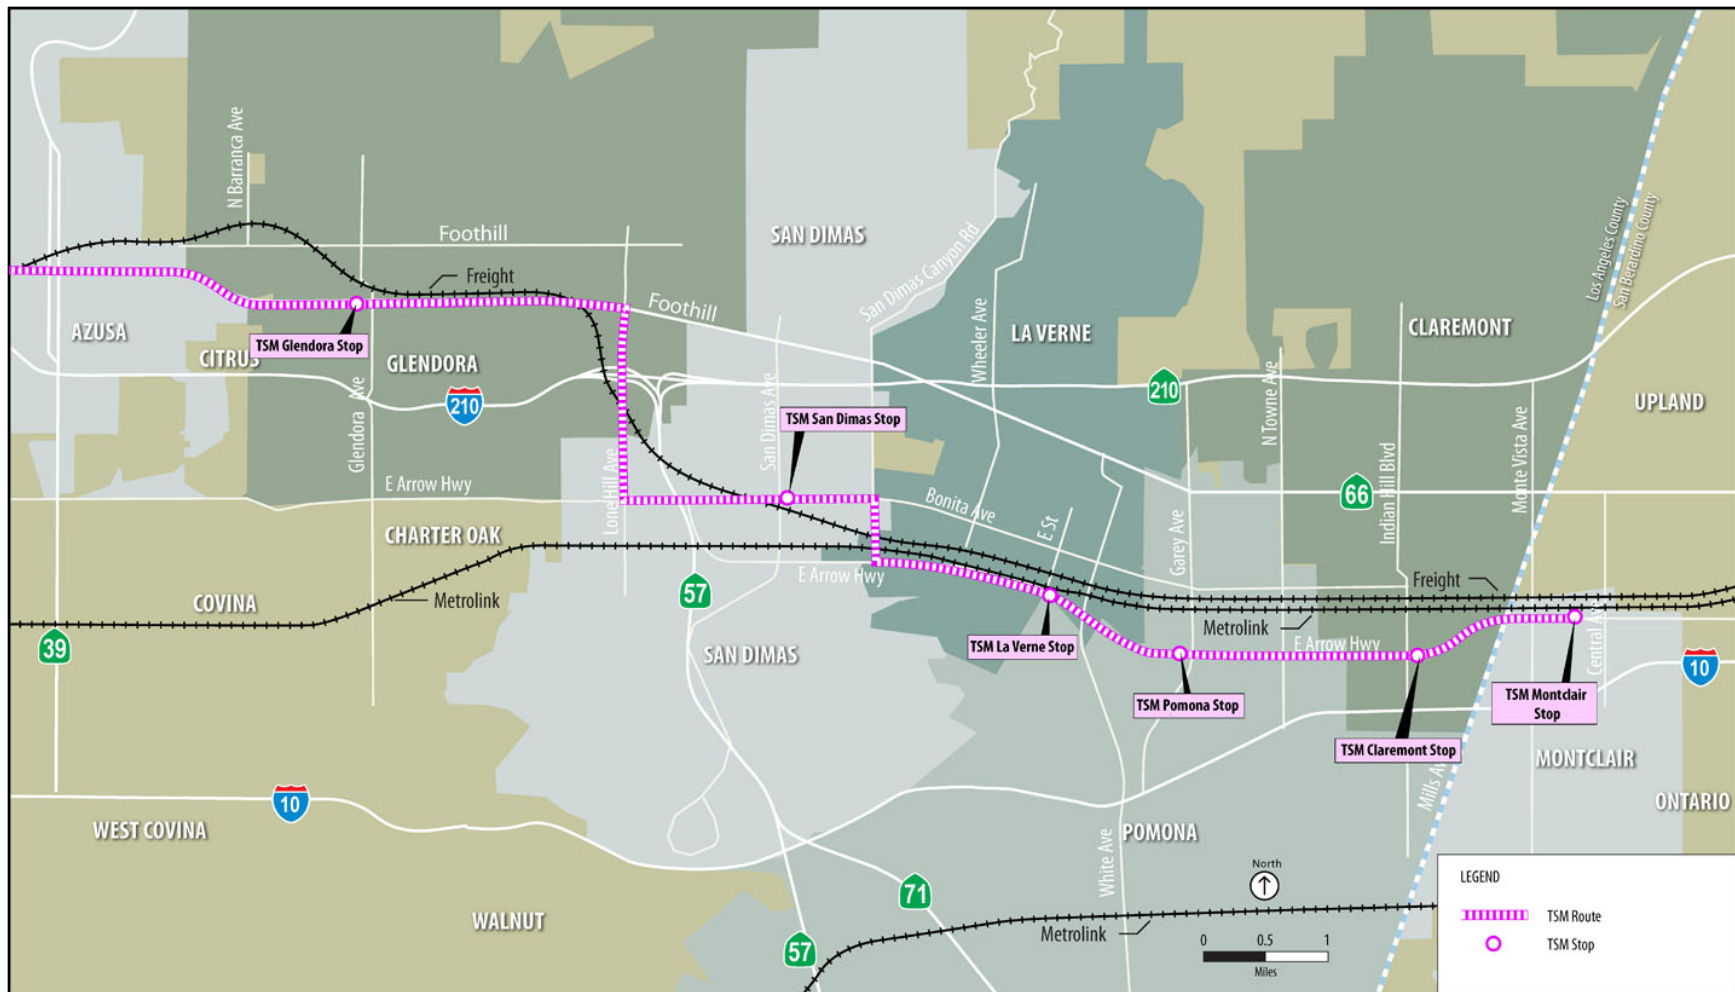 N Barranca Ave
Foothill
Freight
SAN DIMAS
San Dimas Canyon Rd
Los Angeles County
San Berardino County
AZUSA
CITRUS
TSM Glendora Stop
GLENDORA
Foothill
Wheeler Ave
LA VERNE
CLAREMONT
Glendora Ave
210
San Dimas Ave
TSM San Dimas Stop
210
N Towne Ave
UPLAND
E Arrow Hwy
Lone Hill Ave
Bonita Ave
E St
Garey Ave
66
Indian Hill Blvd
Monte Vista Ave
CHARTER OAK
COVINA
Metrolink
57
E Arrow Hwy
Freight
Metrolink
39
SAN DIMAS
TSM La Verne Stop
E Arrow Hwy
Central Ave
10
TSM Pomona Stop
TSM Montclair
Stop
TSM Claremont Stop
MONTCLAIR
Mills Av
10
ONTARIO
WEST COVINA
POMONA
White Ave
WALNUT
71
57
Metrolink
North
0 0.5 1
Miles
LEGEND
TSM Route
TSM Stop